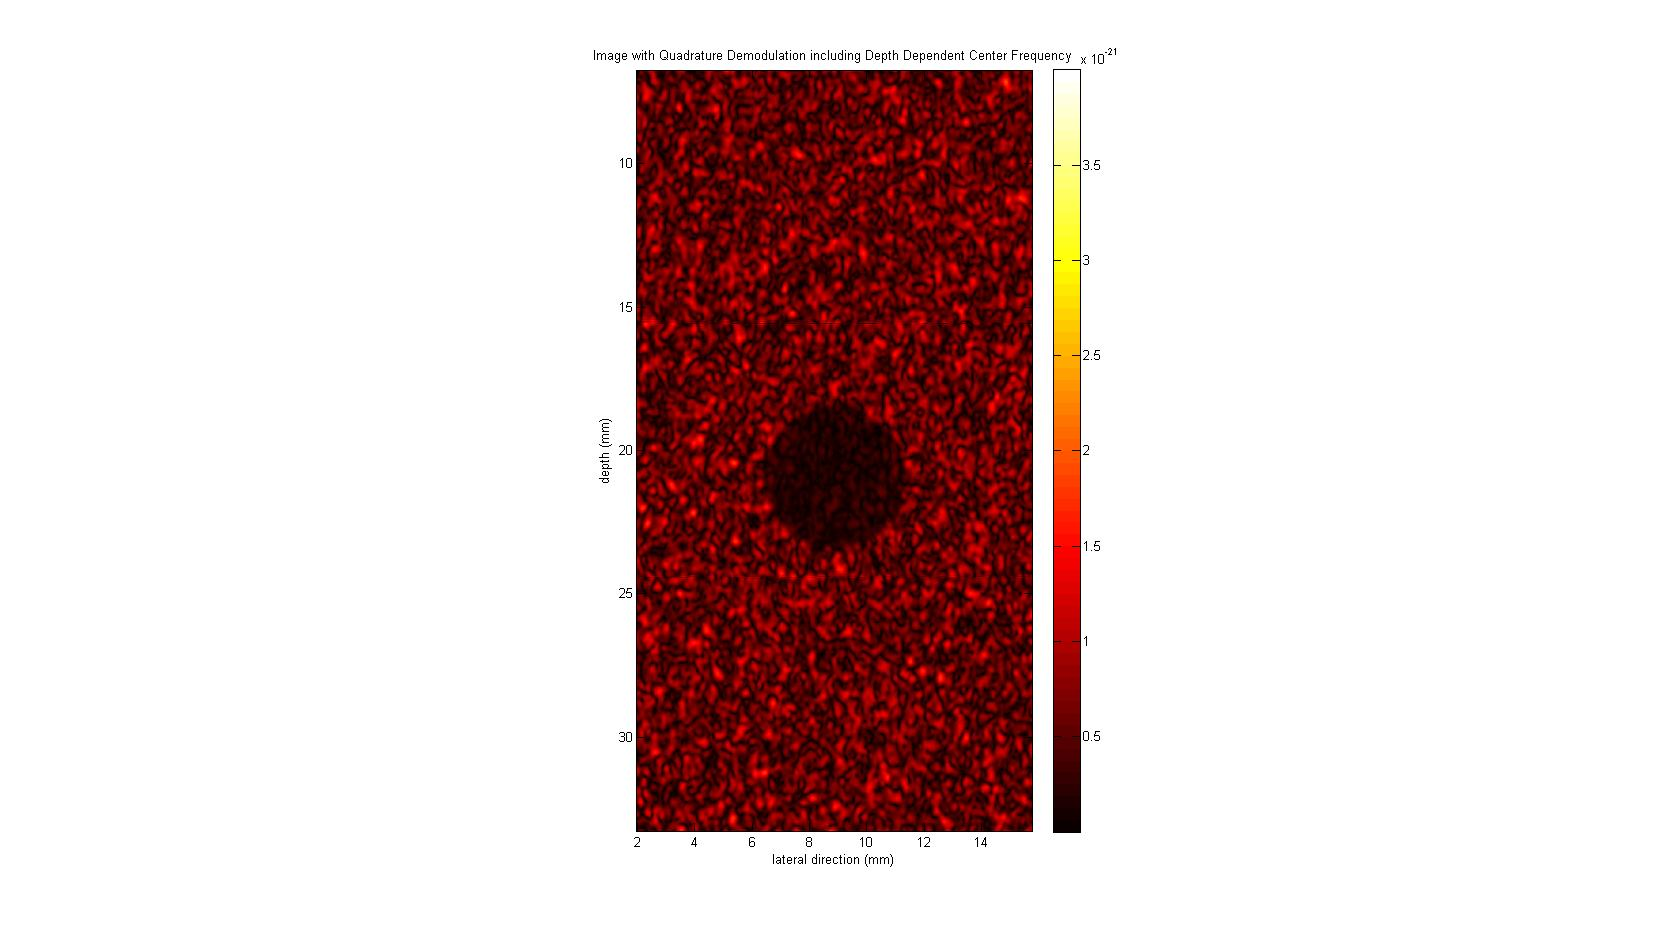 Image with Quadrature Demodulation including Depth Dependent Center Frequency
x 10^-21
10
15
20
25
30
depth (mm)
2 4 6 8 10 12 14
lateral direction (mm)
3.5
3
2.5
2
1.5
1
0.5